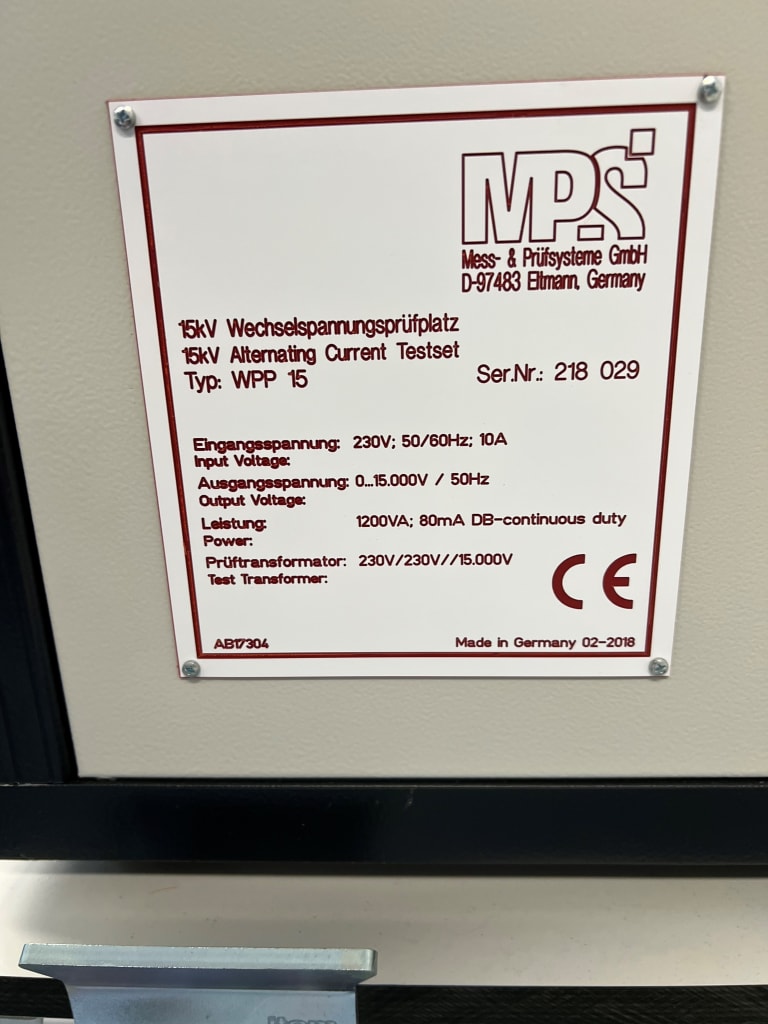 MPS
Mess- & Prüfsysteme GmbH
D-97483 Eltmann, Germany
15kV Wechselspannungsprüfplatz
15kV Alternating Current Testset
Typ: WPP 15 Ser.Nr.: 218 029
Eingangsspannung: 230V; 50/60Hz; 10A
Input Voltage:
Ausgangsspannung: 0...15.000V / 50Hz
Output Voltage:
Leistung: 1200VA; 80mA DB-continuous duty
Power:
Prüftransformator: 230V/230V//15.000V
Test Transformer:
CE
AB17304 Made in Germany 02-2018